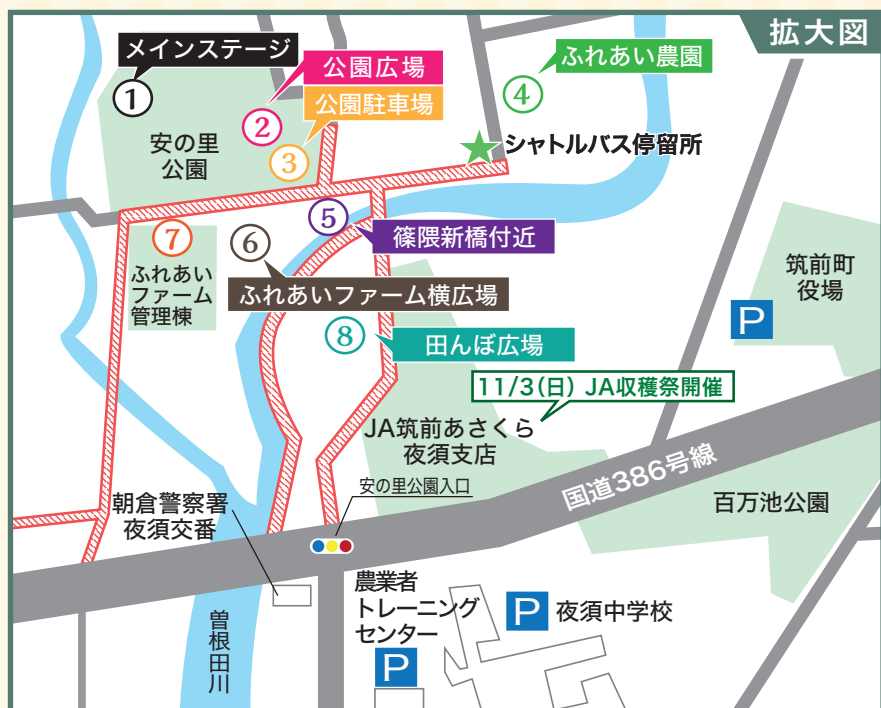 拡大図
メインステージ
①
公園広場
②
公園駐車場
③
ふれあい農園
④
安の里
公園
シャトルバス停留所
⑤
篠隈新橋付近
⑥
ふれあいファーム横広場
⑦
ふれあい
ファーム
管理棟
筑前町
役場
P
⑧
田んぼ広場
11/3(日) JA収穫祭開催
JA筑前あさくら
夜須支店
国道386号線
安の里公園入口
百万池公園
朝倉警察署
夜須交番
農業者
トレーニング
センター
P
P
夜須中学校
曽根田川